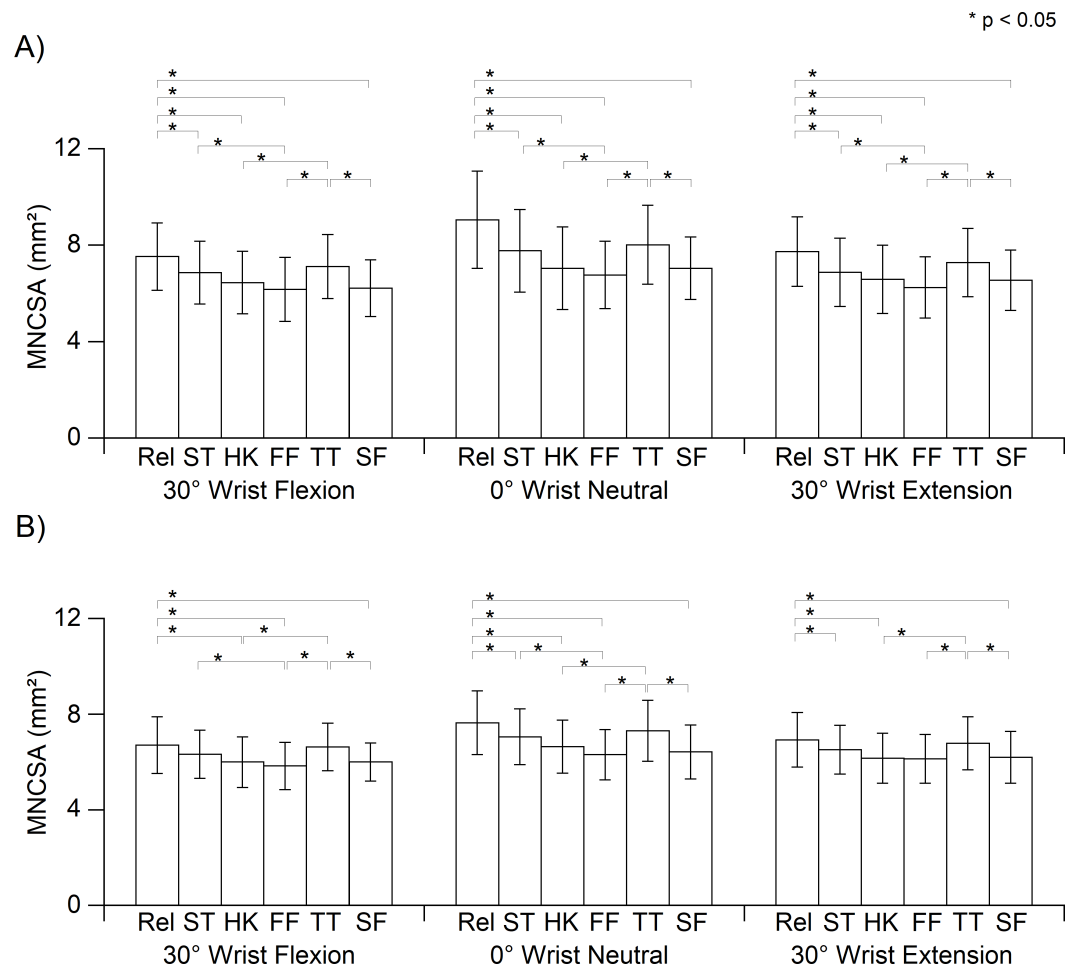 * p < 0.05
A)
* * *
* * *
* * *
* * *
* * *
* * *
* * * * * *
12
8
4
0
MNCSA (mm²)
Rel ST HK FF TT SF Rel ST HK FF TT SF Rel ST HK FF TT SF
30° Wrist Flexion 0° Wrist Neutral 30° Wrist Extension
B)
* * *
* * *
* * * * *
* * *
* * * *
* *
12
8
4
0
MNCSA (mm²)
Rel ST HK FF TT SF Rel ST HK FF TT SF Rel ST HK FF TT SF
30° Wrist Flexion 0° Wrist Neutral 30° Wrist Extension